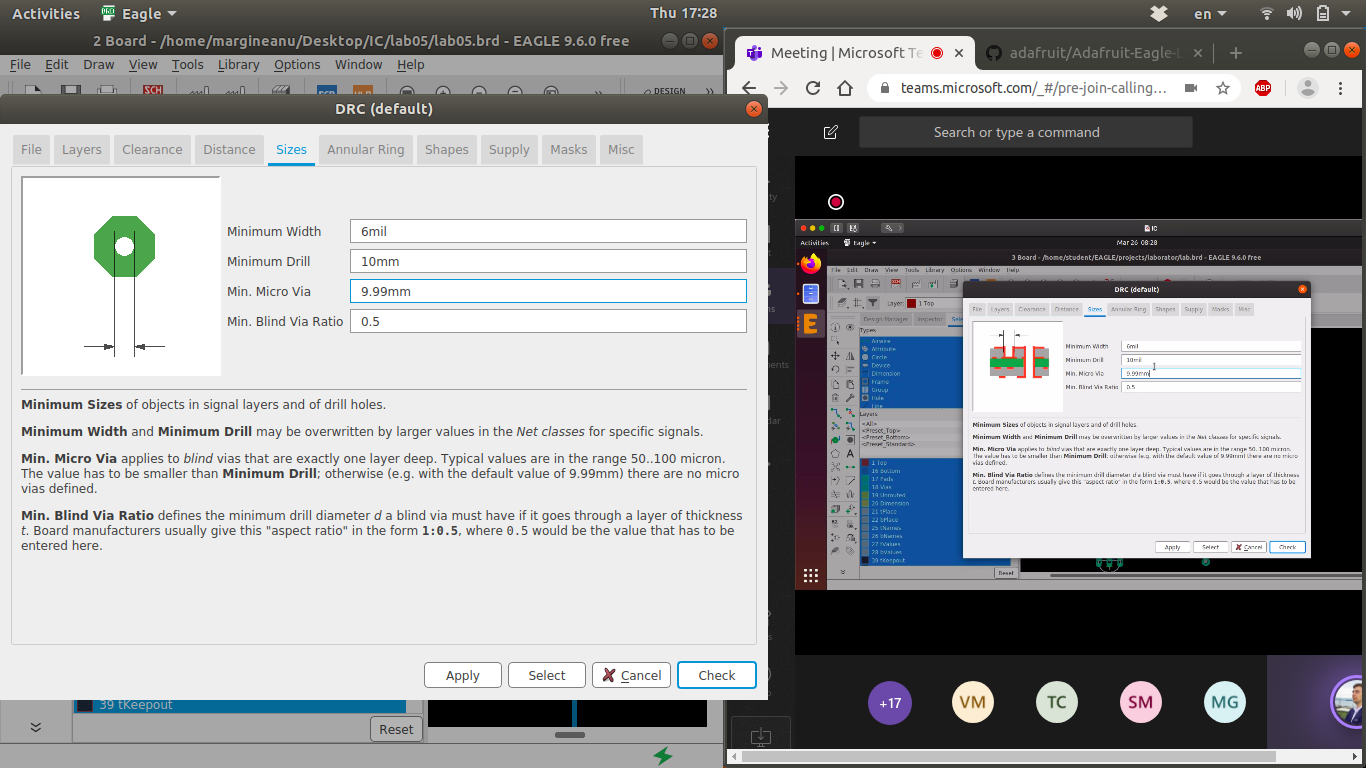 Activities
Eagle
Thu 17:28
en
2 Board - /home/margineanu/Desktop/IC/lab05/lab05.brd - EAGLE 9.6.0 free
File Edit Draw View Tools Library Options Window Help
SCH
DESIGN
DRC (default)
File Layers Clearance Distance Sizes Annular Ring Shapes Supply Masks Misc
Minimum Width 6mil
Minimum Drill 10mm
Min. Micro Via 9.99mm
Min. Blind Via Ratio 0.5
Minimum Sizes of objects in signal layers and of drill holes.
Minimum Width and Minimum Drill may be overwritten by larger values in the Net classes for specific signals.
Min. Micro Via applies to blind vias that are exactly one layer deep. Typical values are in the range 50..100 micron.
The value has to be smaller than Minimum Drill; otherwise (e.g. with the default value of 9.99mm) there are no micro
vias defined.
Min. Blind Via Ratio defines the minimum drill diameter d a blind via must have if it goes through a layer of thickness
t. Board manufacturers usually give this "aspect ratio" in the form 1:0.5, where 0.5 would be the value that has to be
entered here.
Apply Select Cancel Check
39 tKeepout
Reset
Meeting | Microsoft Te
adafruit/Adafruit-Eagle-L
teams.microsoft.com/_#/pre-join-calling...
ABP
Search or type a command
IC
Activities
Eagle
Mar 26 08:28
3 Board - /home/student/EAGLE/projects/laborator/lab.brd - EAGLE 9.6.0 free
File Edit Draw View Tools Library Options Window Help
Layer: 1 Top
Design Manager Inspector
Types
Airwire
Attribute
Circle
Device
Dimension
Frame
Group
Hole
Line
Layers
<All>
<Preset_Top>
<Preset_Bottom>
<Preset_Standard>
1 Top
16 Bottom
17 Pads
18 Vias
19 Unrouted
20 Dimension
21 tPlace
22 bPlace
25 tNames
26 bNames
27 tValues
28 bValues
39 tKeepout
Reset
DRC (default)
File Layers Clearance Distance Sizes Annular Ring Shapes Supply Masks Misc
Minimum Width 6mil
Minimum Drill 10mil
Min. Micro Via 9.99mm
Min. Blind Via Ratio 0.5
Minimum Sizes of objects in signal layers and of drill holes.
Minimum Width and Minimum Drill may be overwritten by larger values in the Net classes for specific signals.
Min. Micro Via applies to blind vias that are exactly one layer deep. Typical values are in the range 50..100 micron.
The value has to be smaller than Minimum Drill; otherwise (e.g. with the default value of 9.99mm) there are no micro
vias defined.
Min. Blind Via Ratio defines the minimum drill diameter d a blind via must have if it goes through a layer of thickness
t. Board manufacturers usually give this "aspect ratio" in the form 1:0.5, where 0.5 would be the value that has to be
entered here.
Apply Select Cancel Check
+17 VM TC SM MG